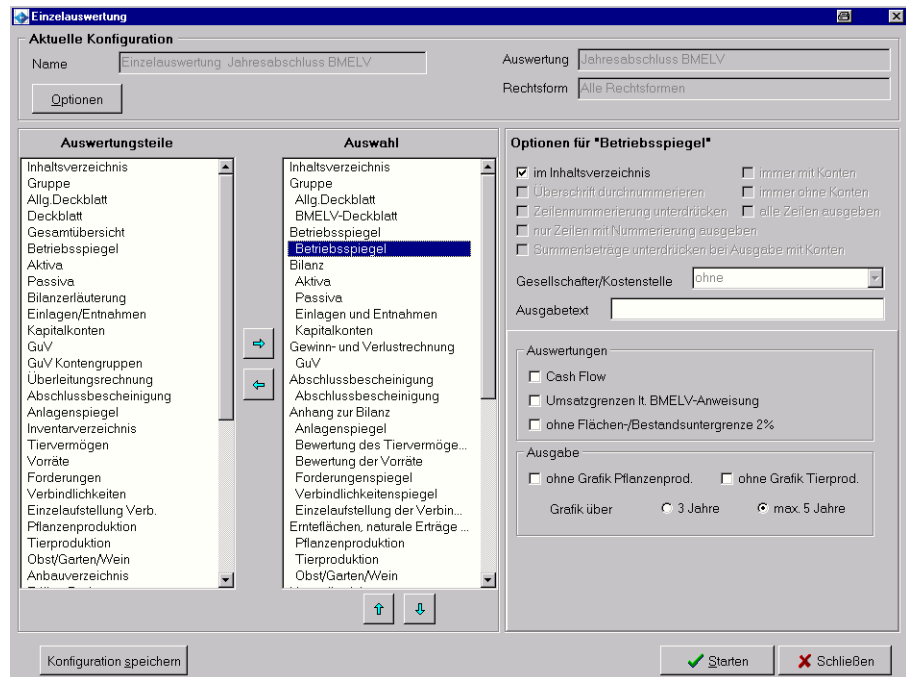 Einzelauswertung
Aktuelle Konfiguration
Name Einzelauswertung Jahresabschluss BMELV
Auswertung Jahresabschluss BMELV
Rechtsform Alle Rechtsformen
Optionen
Auswertungsteile
Inhaltsverzeichnis
Gruppe
Allg.Deckblatt
Deckblatt
Gesamtübersicht
Betriebsspiegel
Aktiva
Passiva
Bilanzerläuterung
Einlagen/Entnahmen
Kapitalkonten
GuV
GuV Kontengruppen
Überleitungsrechnung
Abschlussbescheinigung
Anlagenspiegel
Inventarverzeichnis
Tiervermögen
Vorräte
Forderungen
Verbindlichkeiten
Einzelaufstellung Verb.
Pflanzenproduktion
Tierproduktion
Obst/Garten/Wein
Anbauverzeichnis
Auswahl
Inhaltsverzeichnis
Gruppe
Allg.Deckblatt
BMELV-Deckblatt
Betriebsspiegel
Betriebsspiegel
Bilanz
Aktiva
Passiva
Einlagen und Entnahmen
Kapitalkonten
Gewinn- und Verlustrechnung
GuV
Abschlussbescheinigung
Abschlussbescheinigung
Anhang zur Bilanz
Anlagenspiegel
Bewertung des Tiervermöge...
Bewertung der Vorräte
Forderungenspiegel
Verbindlichkeitenspiegel
Einzelaufstellung der Verbin...
Ernteflächen, naturale Erträge ...
Pflanzenproduktion
Tierproduktion
Obst/Garten/Wein
Optionen für "Betriebsspiegel"
im Inhaltsverzeichnis immer mit Konten
Überschrift durchnummerieren immer ohne Konten
Zeilennummerierung unterdrücken alle Zeilen ausgeben
nur Zeilen mit Nummerierung ausgeben
Summenbeträge unterdrücken bei Ausgabe mit Konten
Gesellschafter/Kostenstelle ohne
Ausgabetext
Auswertungen
Cash Flow
Umsatzgrenzen lt. BMELV-Anweisung
ohne Flächen-/Bestandsuntergrenze 2%
Ausgabe
ohne Grafik Pflanzenprod. ohne Grafik Tierprod.
Grafik über 3 Jahre max. 5 Jahre
Konfiguration speichern
Starten
Schließen